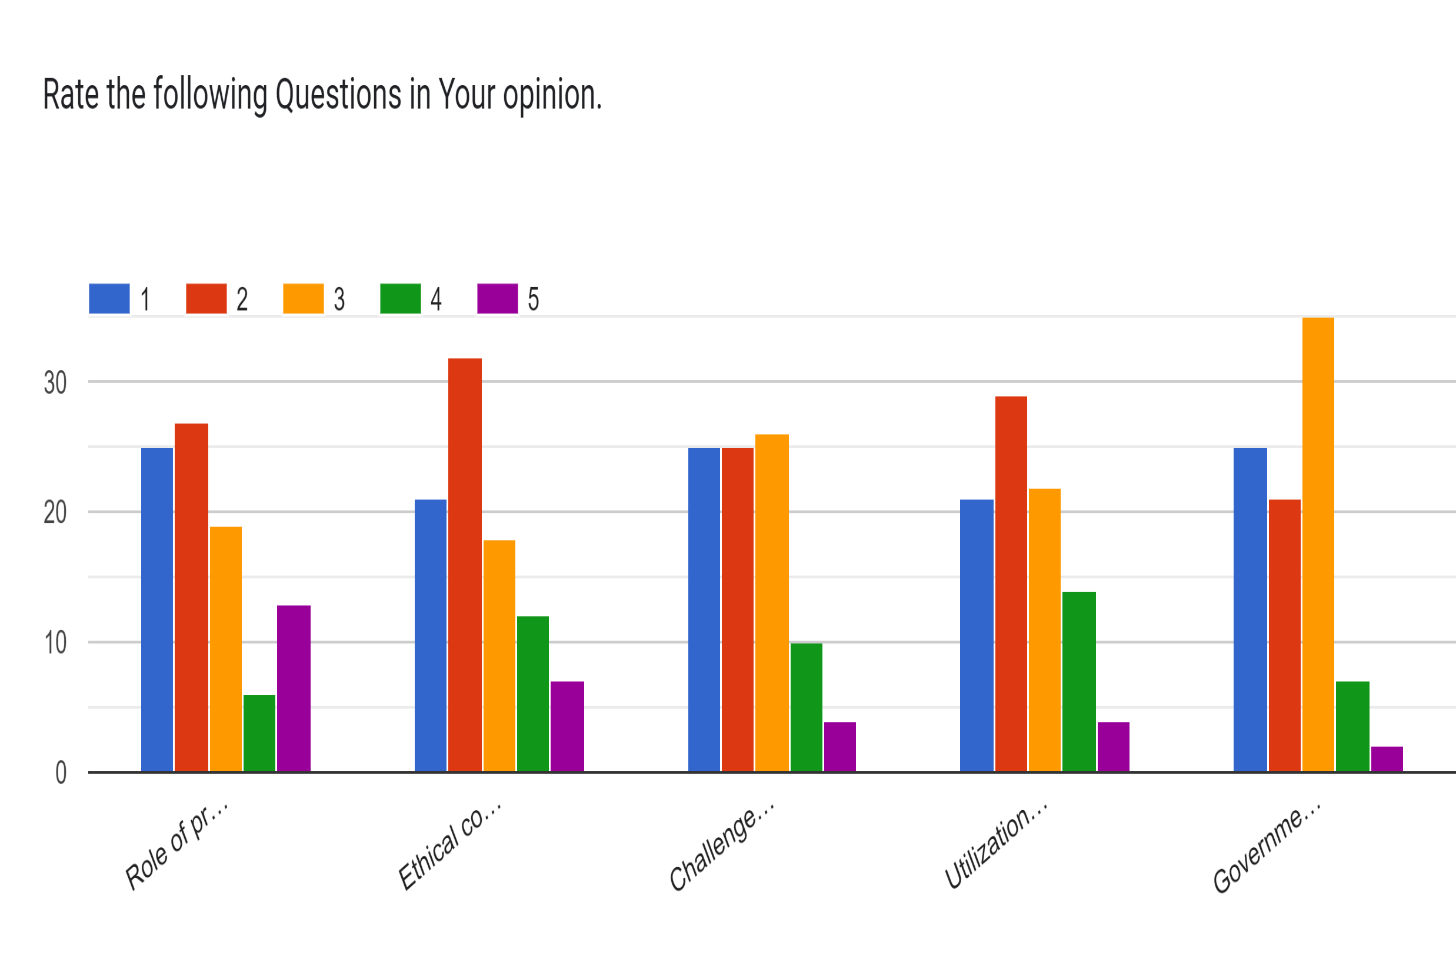 Rate the following Questions in Your opinion.
1 2 3 4 5
30
20
10
0
Role of pr...
Ethical co...
Challenge...
Utilization...
Governme...